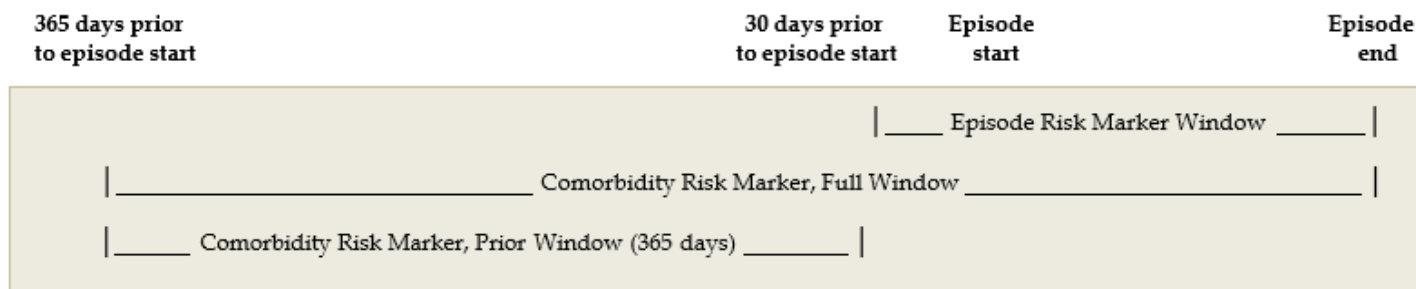 365 days prior 30 days prior Episode Episode
to episode start to episode start start end
Episode Risk Marker Window
Comorbidity Risk Marker, Full Window
Comorbidity Risk Marker, Prior Window (365 days)